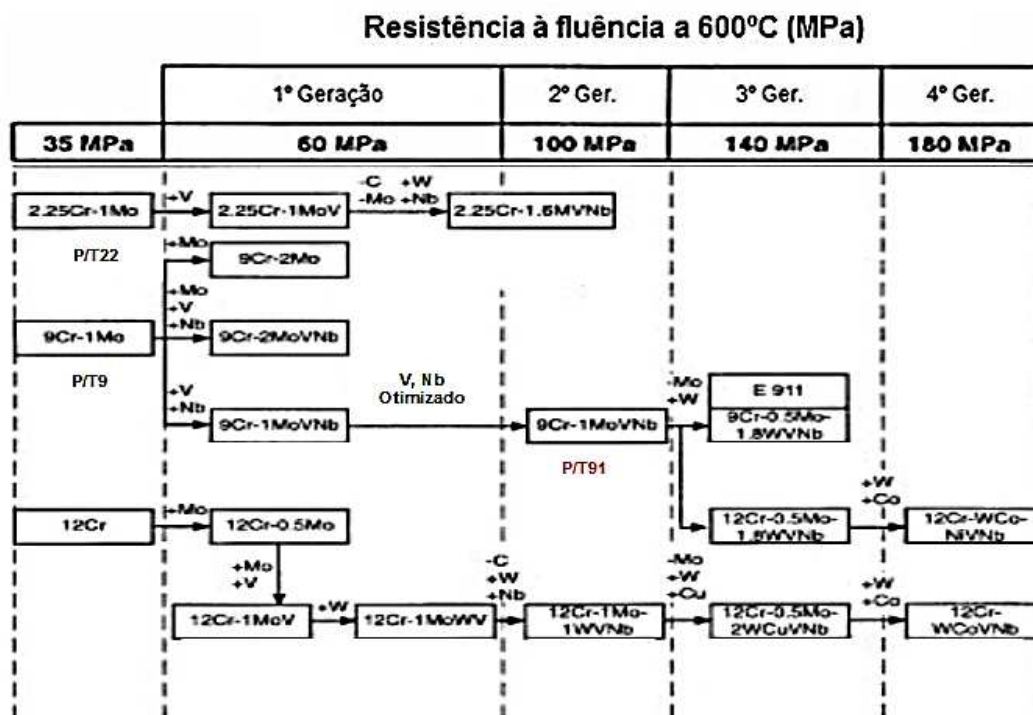 Resistência à fluência a 600ºC (MPa)
1º Geração
2º Ger.
3º Ger.
4º Ger.
35 MPa
60 MPa
100 MPa
140 MPa
180 MPa
2.25Cr-1Mo
+V
2.25Cr-1MoV
-C +W
-Mo +Nb
2.25Cr-1.6MVNb
P/T22
+Mo
9Cr-2Mo
+Mo
+V
+Nb
9Cr-1Mo
9Cr-2MoVNb
P/T9
+V
+Nb
9Cr-1MoVNb
V, Nb
Otimizado
9Cr-1MoVNb
P/T91
-Mo
+W
E 911
9Cr-0.5Mo-
1.8WVNb
12Cr
+Mo
12Cr-0.5Mo
12Cr-0.5Mo-
1.8WVNb
+W
+Co
12Cr-WCo-
NiVNb
+Mo
+V
12Cr-1MoV
+W
12Cr-1MoWV
-C
+W
+Nb
12Cr-1Mo-
1WVNb
-Mo
+W
+Cu
12Cr-0.5Mo-
2WCuVNb
+W
+Co
12Cr-
WCoVNb